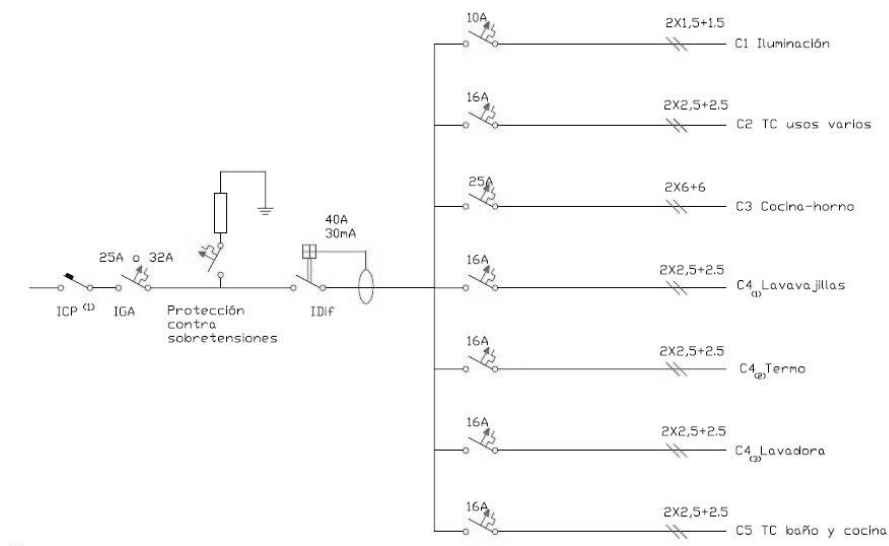 10A
2X1,5+1.5
C1 Iluminación
16A
2X2,5+2.5
C2 TC usos varios
25A
2X6+6
C3 Cocina-horno
40A
30mA
25A o 32A
ICP (1)
IGA
Protección
contra
sobretensiones
IDif
16A
2X2,5+2.5
C4(1) Lavavajillas
16A
2X2,5+2.5
C4(2) Termo
16A
2X2,5+2.5
C4(3) Lavadora
16A
2X2,5+2.5
C5 TC baño y cocina